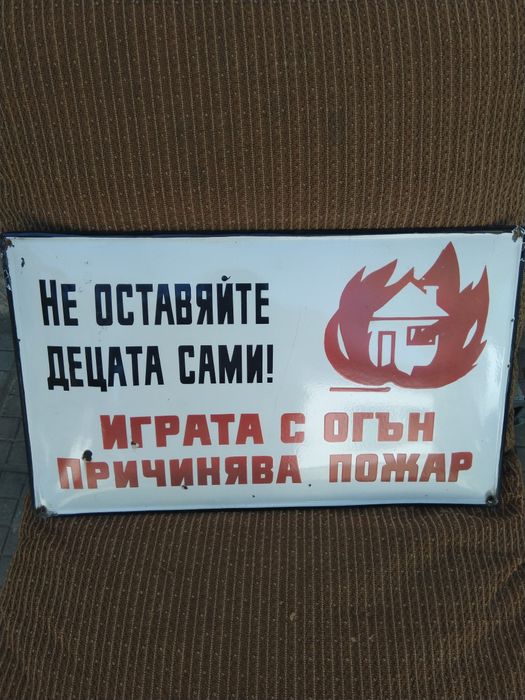 НЕ ОСТАВЯЙТЕ
ДЕЦАТА САМИ!
ИГРАТА С ОГЪН
ПРИЧИНЯВА ПОЖАР